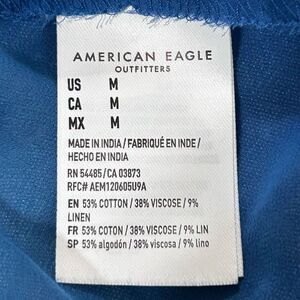 AMERICAN EAGLE
OUTFITTERS
US M
CA M
MX M
MADE IN INDIA / FABRIQUÉ EN INDE /
HECHO EN INDIA
RN 54485/CA 03873
RFC# AEM120605U9A
EN 53% COTTON / 38% VISCOSE / 9%
LINEN
FR 53% COTON / 38% VISCOSE / 9% LIN
SP 53% algodón / 38% viscosa / 9% lino